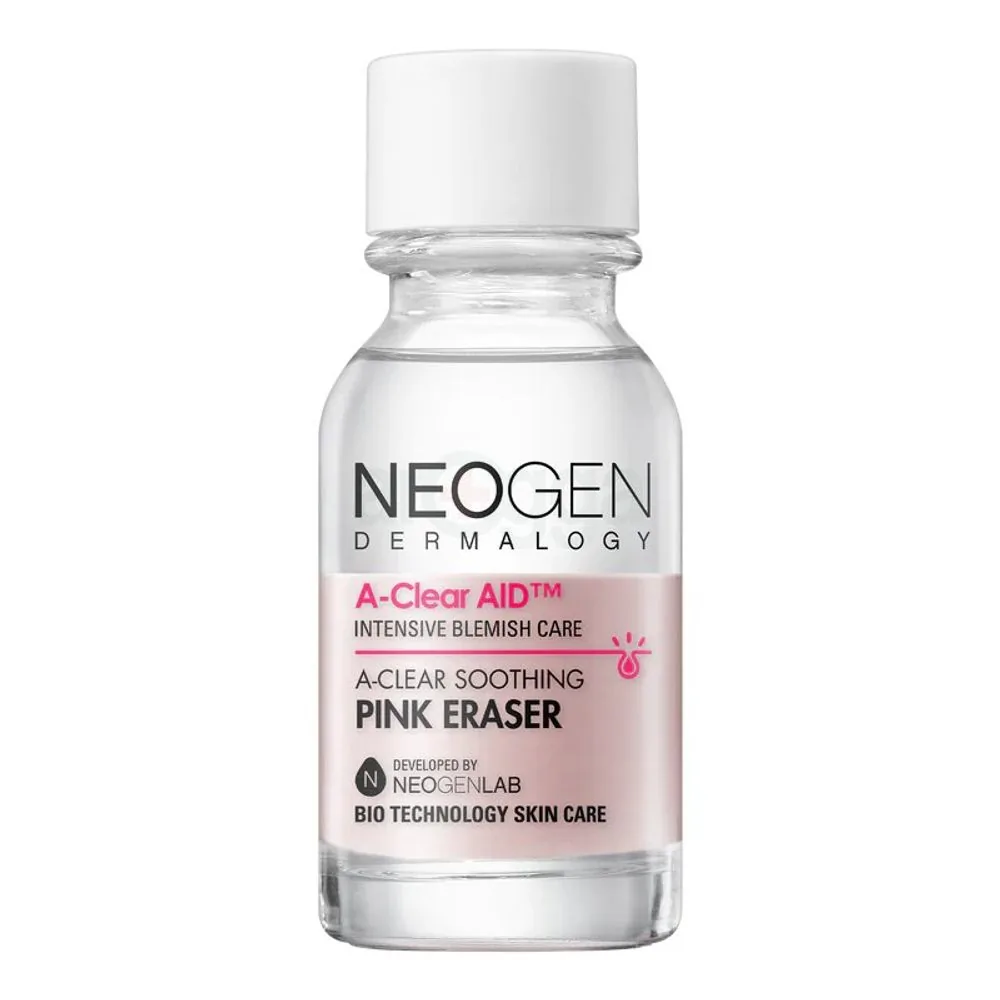 NEOGEN
DERMALOGY
A-Clear AID™
INTENSIVE BLEMISH CARE
A-CLEAR SOOTHING
PINK ERASER
N
DEVELOPED BY
NEOGENLAB
BIO TECHNOLOGY SKIN CARE